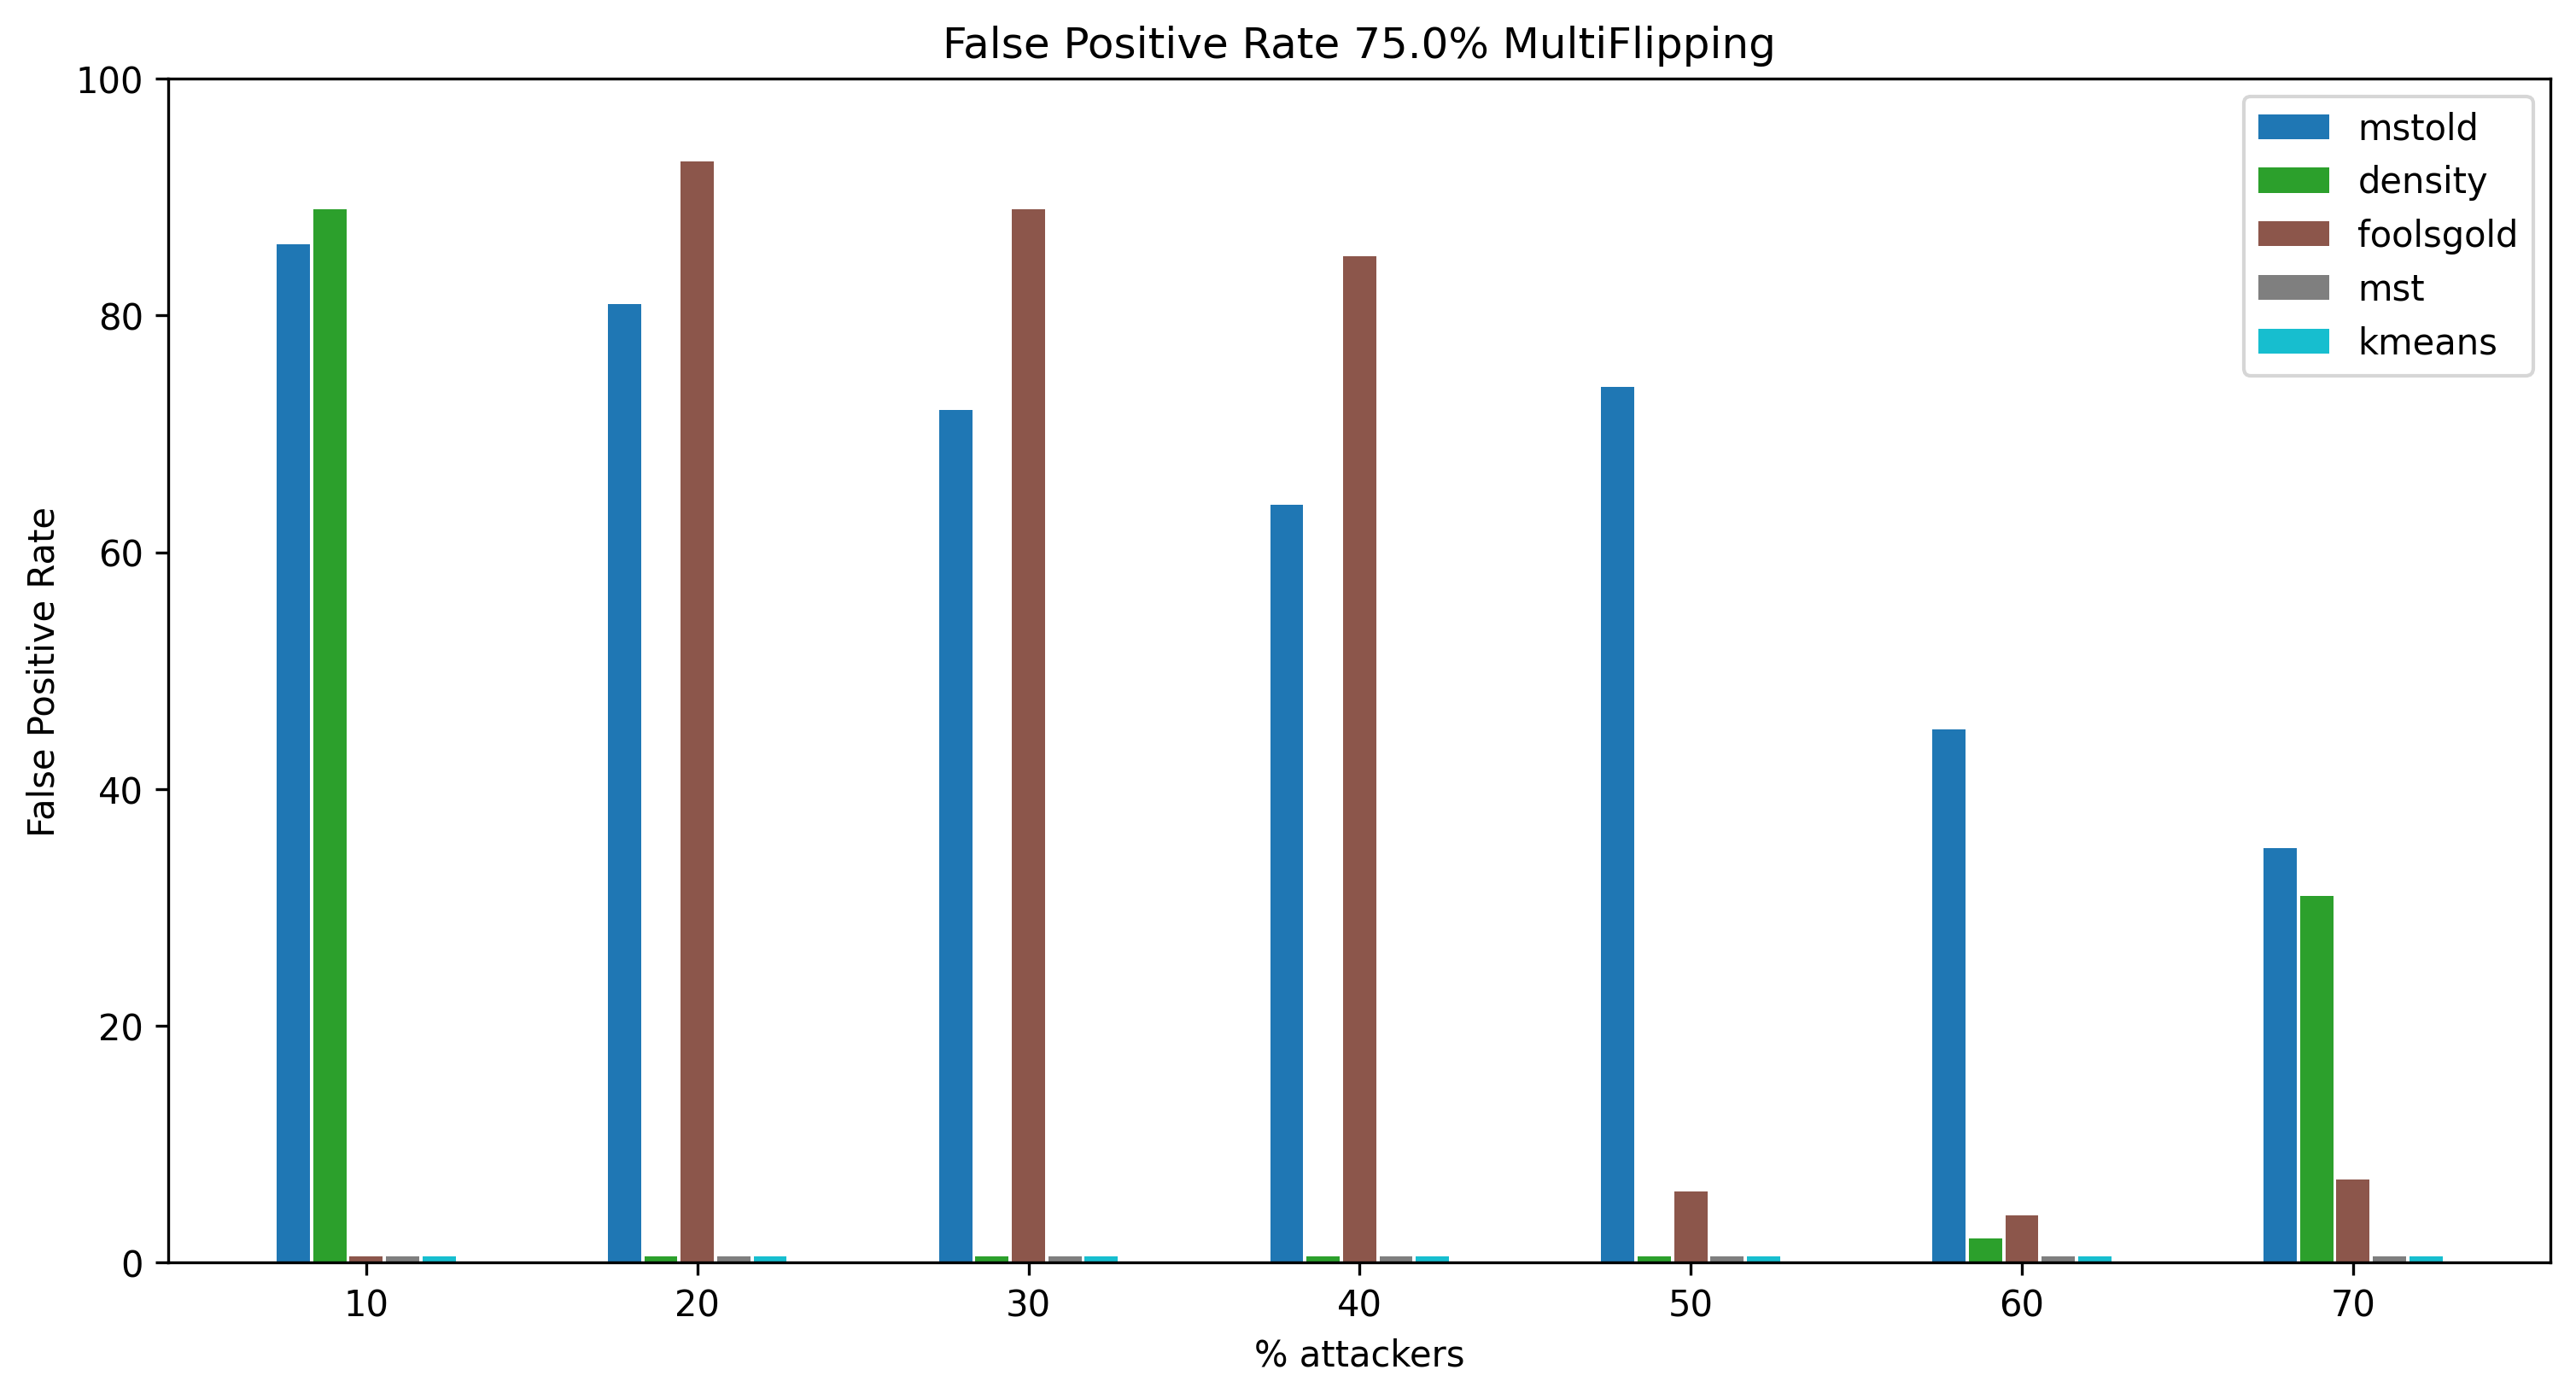 False Positive Rate 75.0% MultiFlipping
100
80
60
40
20
0
False Positive Rate
mstold
density
foolsgold
mst
kmeans
10 20 30 40 50 60 70
% attackers